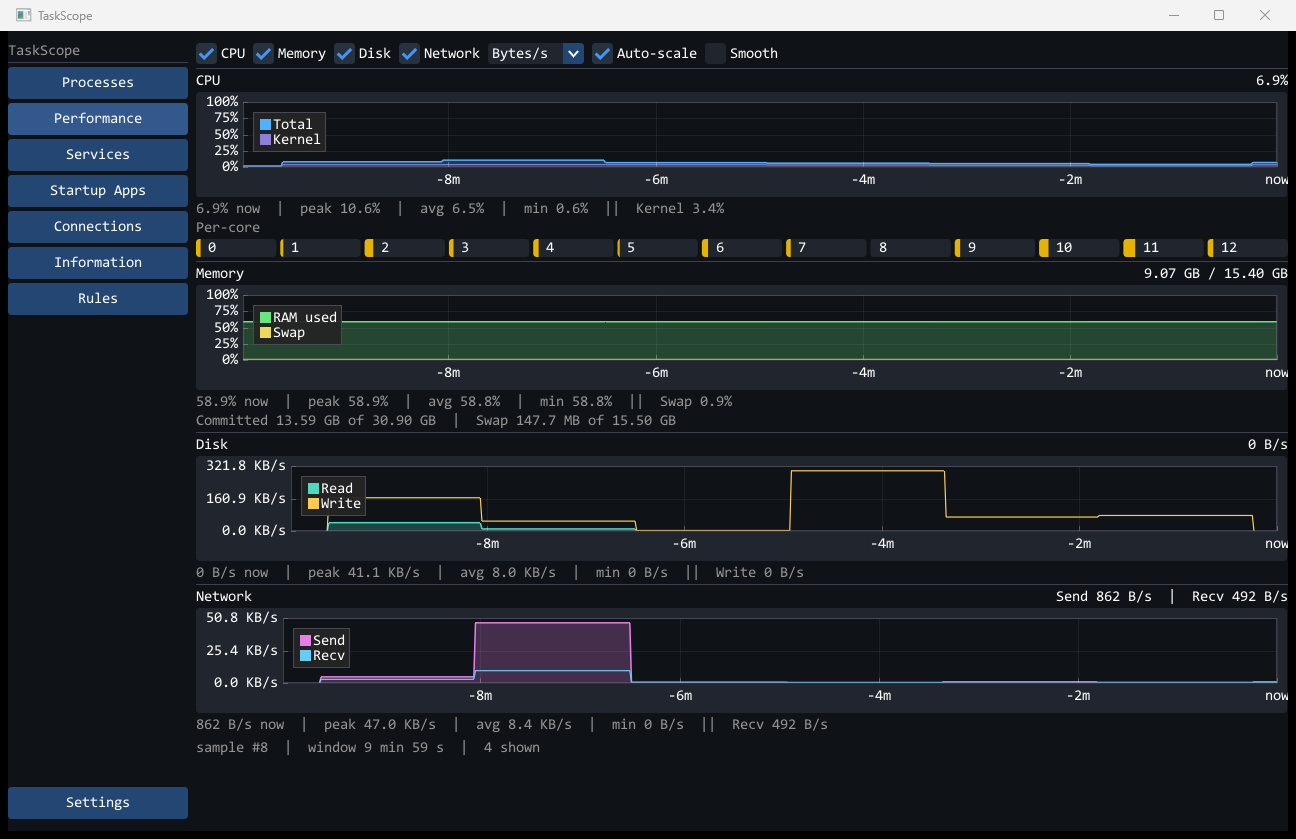 TaskScope
TaskScope
Processes
Performance
Services
Startup Apps
Connections
Information
Rules
Settings
CPU Memory Disk Network Bytes/s Auto-scale Smooth
CPU 6.9%
100%
75%
50%
25%
0%
Total
Kernel
-8m -6m -4m -2m now
6.9% now | peak 10.6% | avg 6.5% | min 0.6% || Kernel 3.4%
Per-core
0 1 2 3 4 5 6 7 8 9 10 11 12
Memory 9.07 GB / 15.40 GB
100%
75%
50%
25%
0%
RAM used
Swap
-8m -6m -4m -2m now
58.9% now | peak 58.9% | avg 58.8% | min 58.8% || Swap 0.9%
Committed 13.59 GB of 30.90 GB | Swap 147.7 MB of 15.50 GB
Disk 0 B/s
321.8 KB/s
160.9 KB/s
0.0 KB/s
Read
Write
-8m -6m -4m -2m now
0 B/s now | peak 41.1 KB/s | avg 8.0 KB/s | min 0 B/s || Write 0 B/s
Network Send 862 B/s | Recv 492 B/s
50.8 KB/s
25.4 KB/s
0.0 KB/s
Send
Recv
-8m -6m -4m -2m now
862 B/s now | peak 47.0 KB/s | avg 8.4 KB/s | min 0 B/s || Recv 492 B/s
sample #8 | window 9 min 59 s | 4 shown